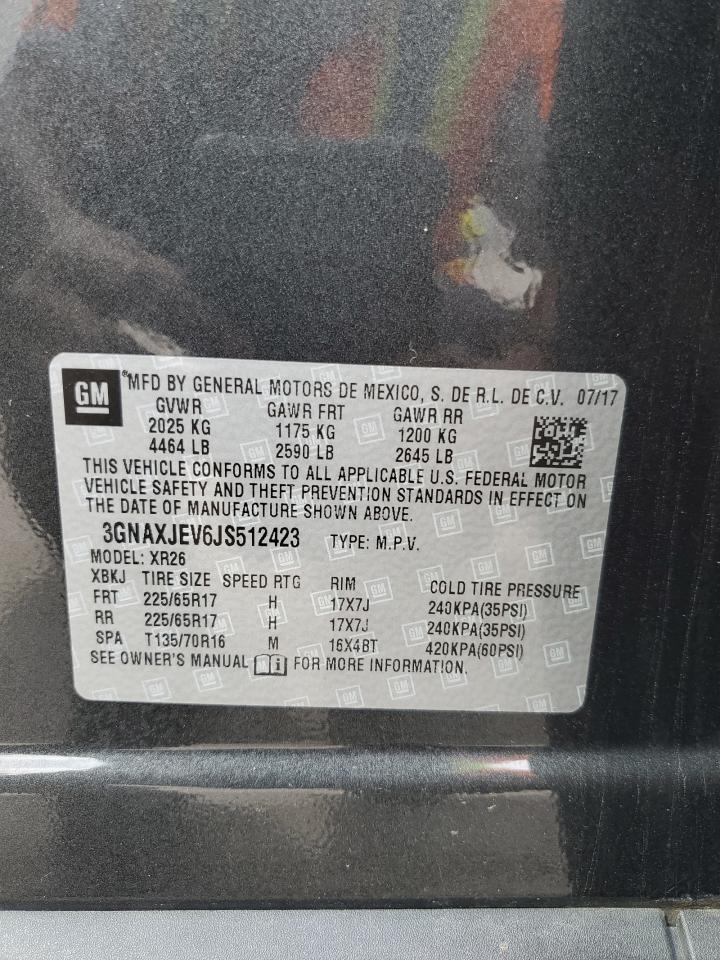 GM ®MFD BY GENERAL MOTORS DE MEXICO, S. DE R.L. DE C.V. 07/17
GVWR GAWR FRT GAWR RR
2025 KG 1175 KG 1200 KG
4464 LB 2590 LB 2645 LB
THIS VEHICLE CONFORMS TO ALL APPLICABLE U.S. FEDERAL MOTOR
VEHICLE SAFETY AND THEFT PREVENTION STANDARDS IN EFFECT ON
THE DATE OF MANUFACTURE SHOWN ABOVE.
3GNAXJEV6JS512423 TYPE: M.P.V.
MODEL: XR26
XBKJ TIRE SIZE SPEED RTG RIM COLD TIRE PRESSURE
FRT 225/65R17 H 17X7J 240KPA(35PSI)
RR 225/65R17 H 17X7J 240KPA(35PSI)
SPA T135/70R16 M 16X4BT 420KPA(60PSI)
SEE OWNER'S MANUAL FOR MORE INFORMATION.